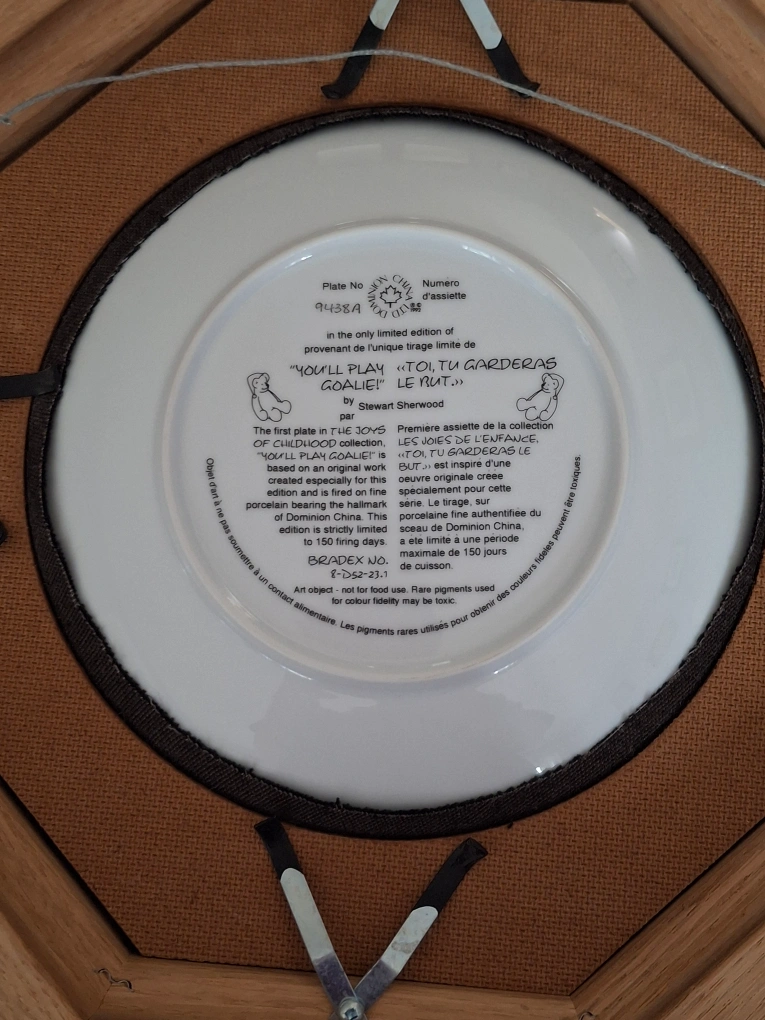 Plate No
9438A
DOMINION CHINA LTD
Numero
d'assiette
in the only limited edition of
provenant de l'unique tirage limite de
"YOU'LL PLAY
GOALIE!"
‹‹TOI, TU GARDERAS
LE BUT.››
by
par
Stewart Sherwood
The first plate in THE JOYS
OF CHILDHOOD collection,
"YOU'LL PLAY GOALIE!" is
based on an original work
created especially for this
edition and is fired on fine
porcelain bearing the hallmark
of Dominion China. This
edition is strictly limited
to 150 firing days.
BRADEX NO.
8-D52-23.1
Première assiette de la collection
LES JOIES DE L'ENFANCE,
‹‹TOI, TU GARDERAS LE
BUT.›› est inspire d'une
oeuvre originale creee
specialement pour cette
série. Le tirage, sur
porcelaine fine authentifiee du
sceau de Dominion China,
a ete limité a une période
maximale de 150 jours
de cuisson.
Art object - not for food use. Rare pigments used
for colour fidelity may be toxic.
Objet d'art à ne pas soumettre à un contact alimentaire. Les pigments rares utilisés pour obtenir des couleurs fideles peuvent être toxiques.